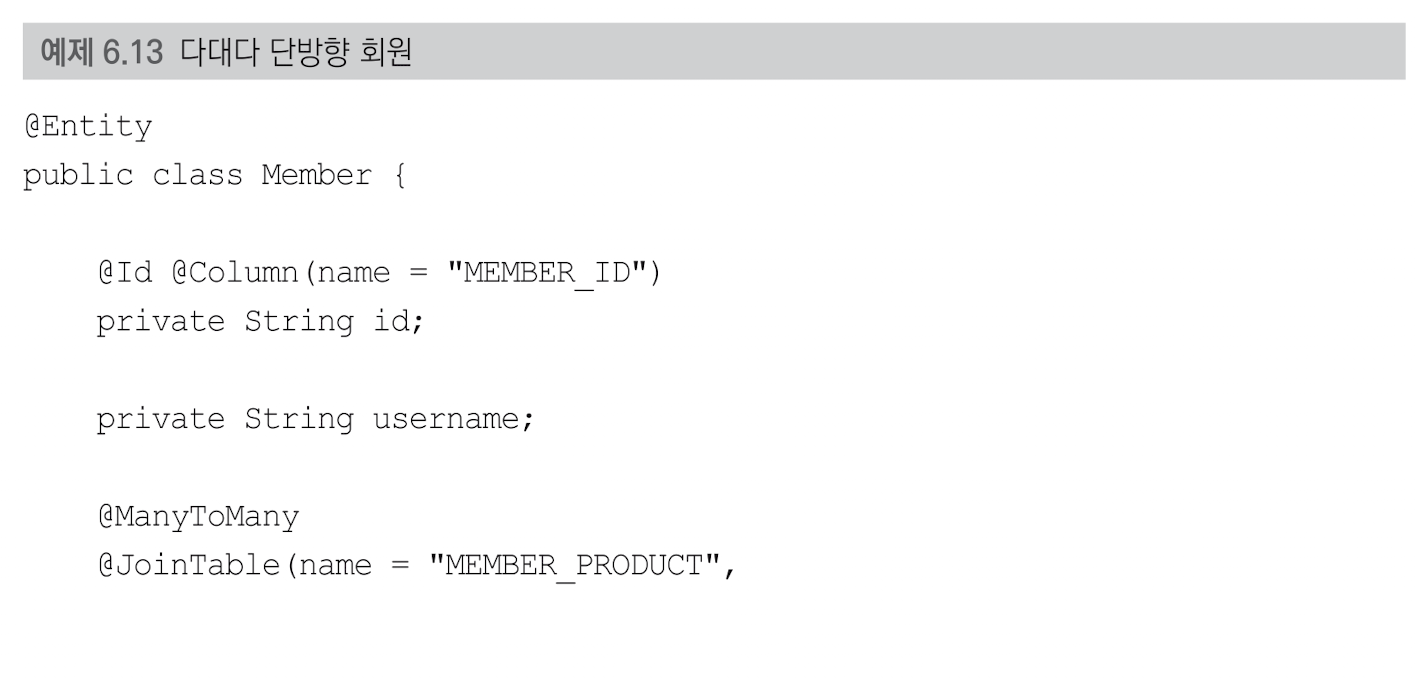 예제 6.13 다대다 단방향 회원
@Entity
public class Member {
@Id @Column(name = "MEMBER_ID")
private String id;
private String username;
@ManyToMany
@JoinTable(name = "MEMBER_PRODUCT",